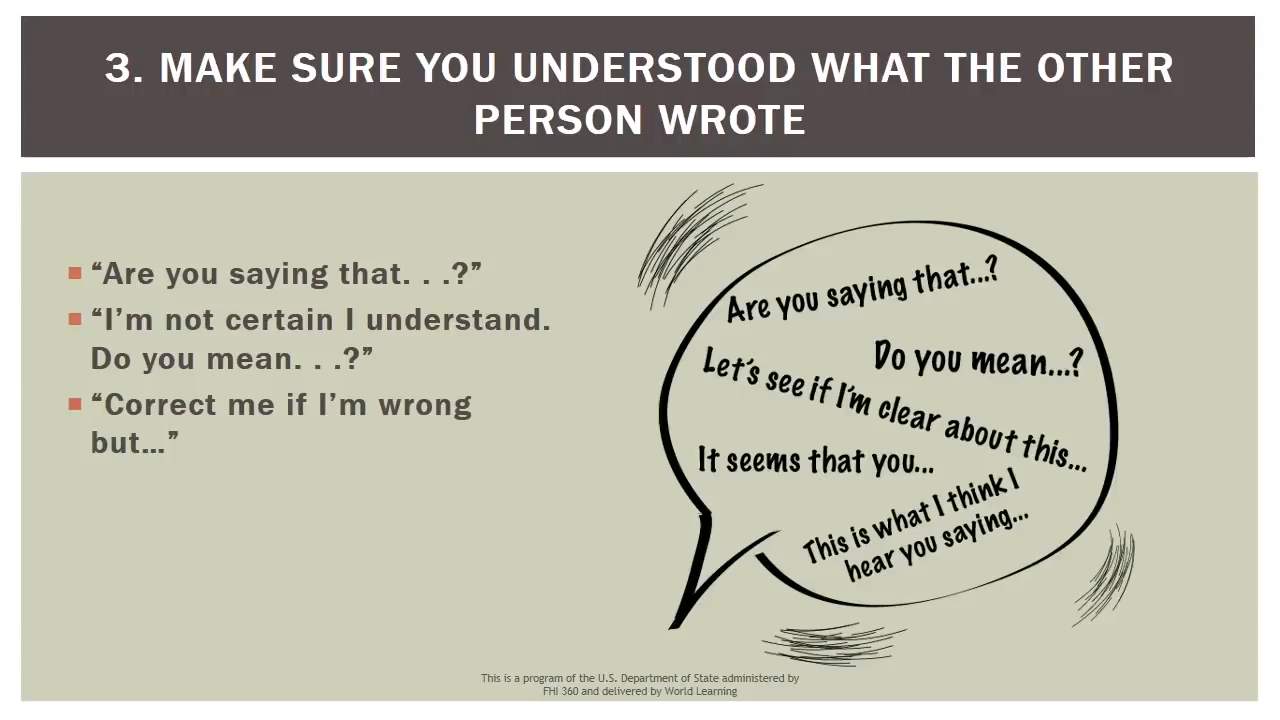 3. MAKE SURE YOU UNDERSTOOD WHAT THE OTHER
PERSON WROTE
“Are you saying that. . .?”
“I’m not certain I understand.
Do you mean. . .?”
“Correct me if I’m wrong
but…”
Are you saying that...?
Do you mean...?
Let's see if I'm clear about this...
It seems that you...
This is what I think I
hear you saying...
This is a program of the U.S. Department of State administered by
FHI 360 and delivered by World Learning